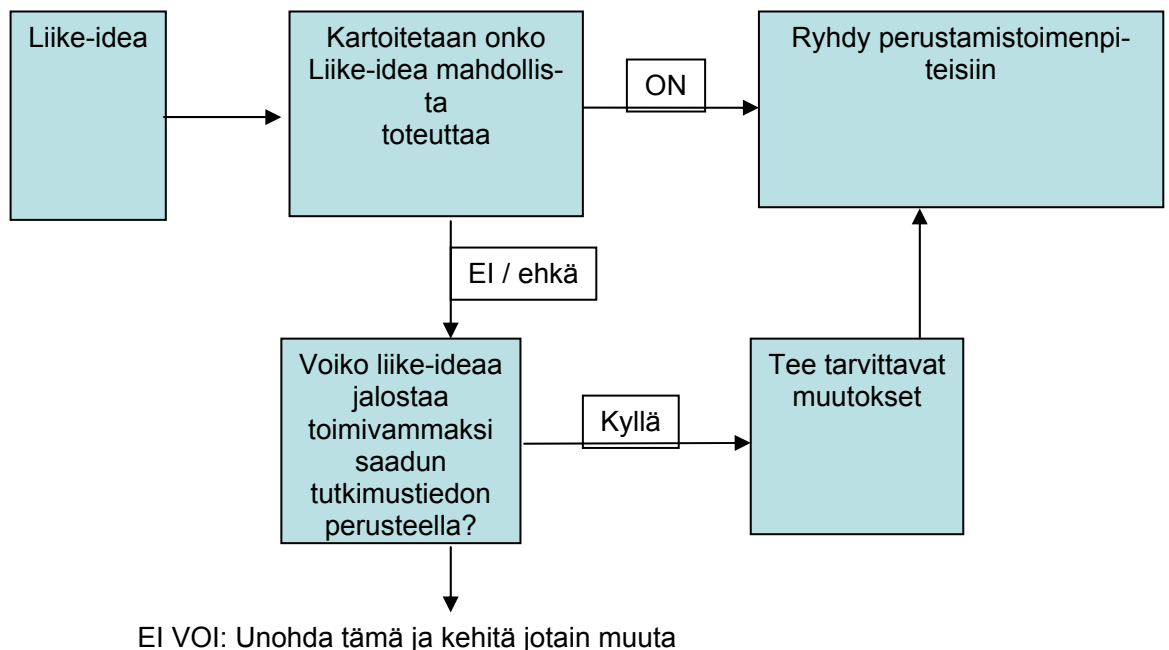 Liike-idea
Kartoitetaan onko
Liike-idea mahdollis-
ta
toteuttaa
ON
Ryhdy perustamistoimenpi-
teisiin
EI / ehkä
Voiko liike-ideaa
jalostaa
toimivammaksi
saadun
tutkimustiedon
perusteella?
Kyllä
Tee tarvittavat
muutokset
EI VOI: Unohda tämä ja kehitä jotain muuta